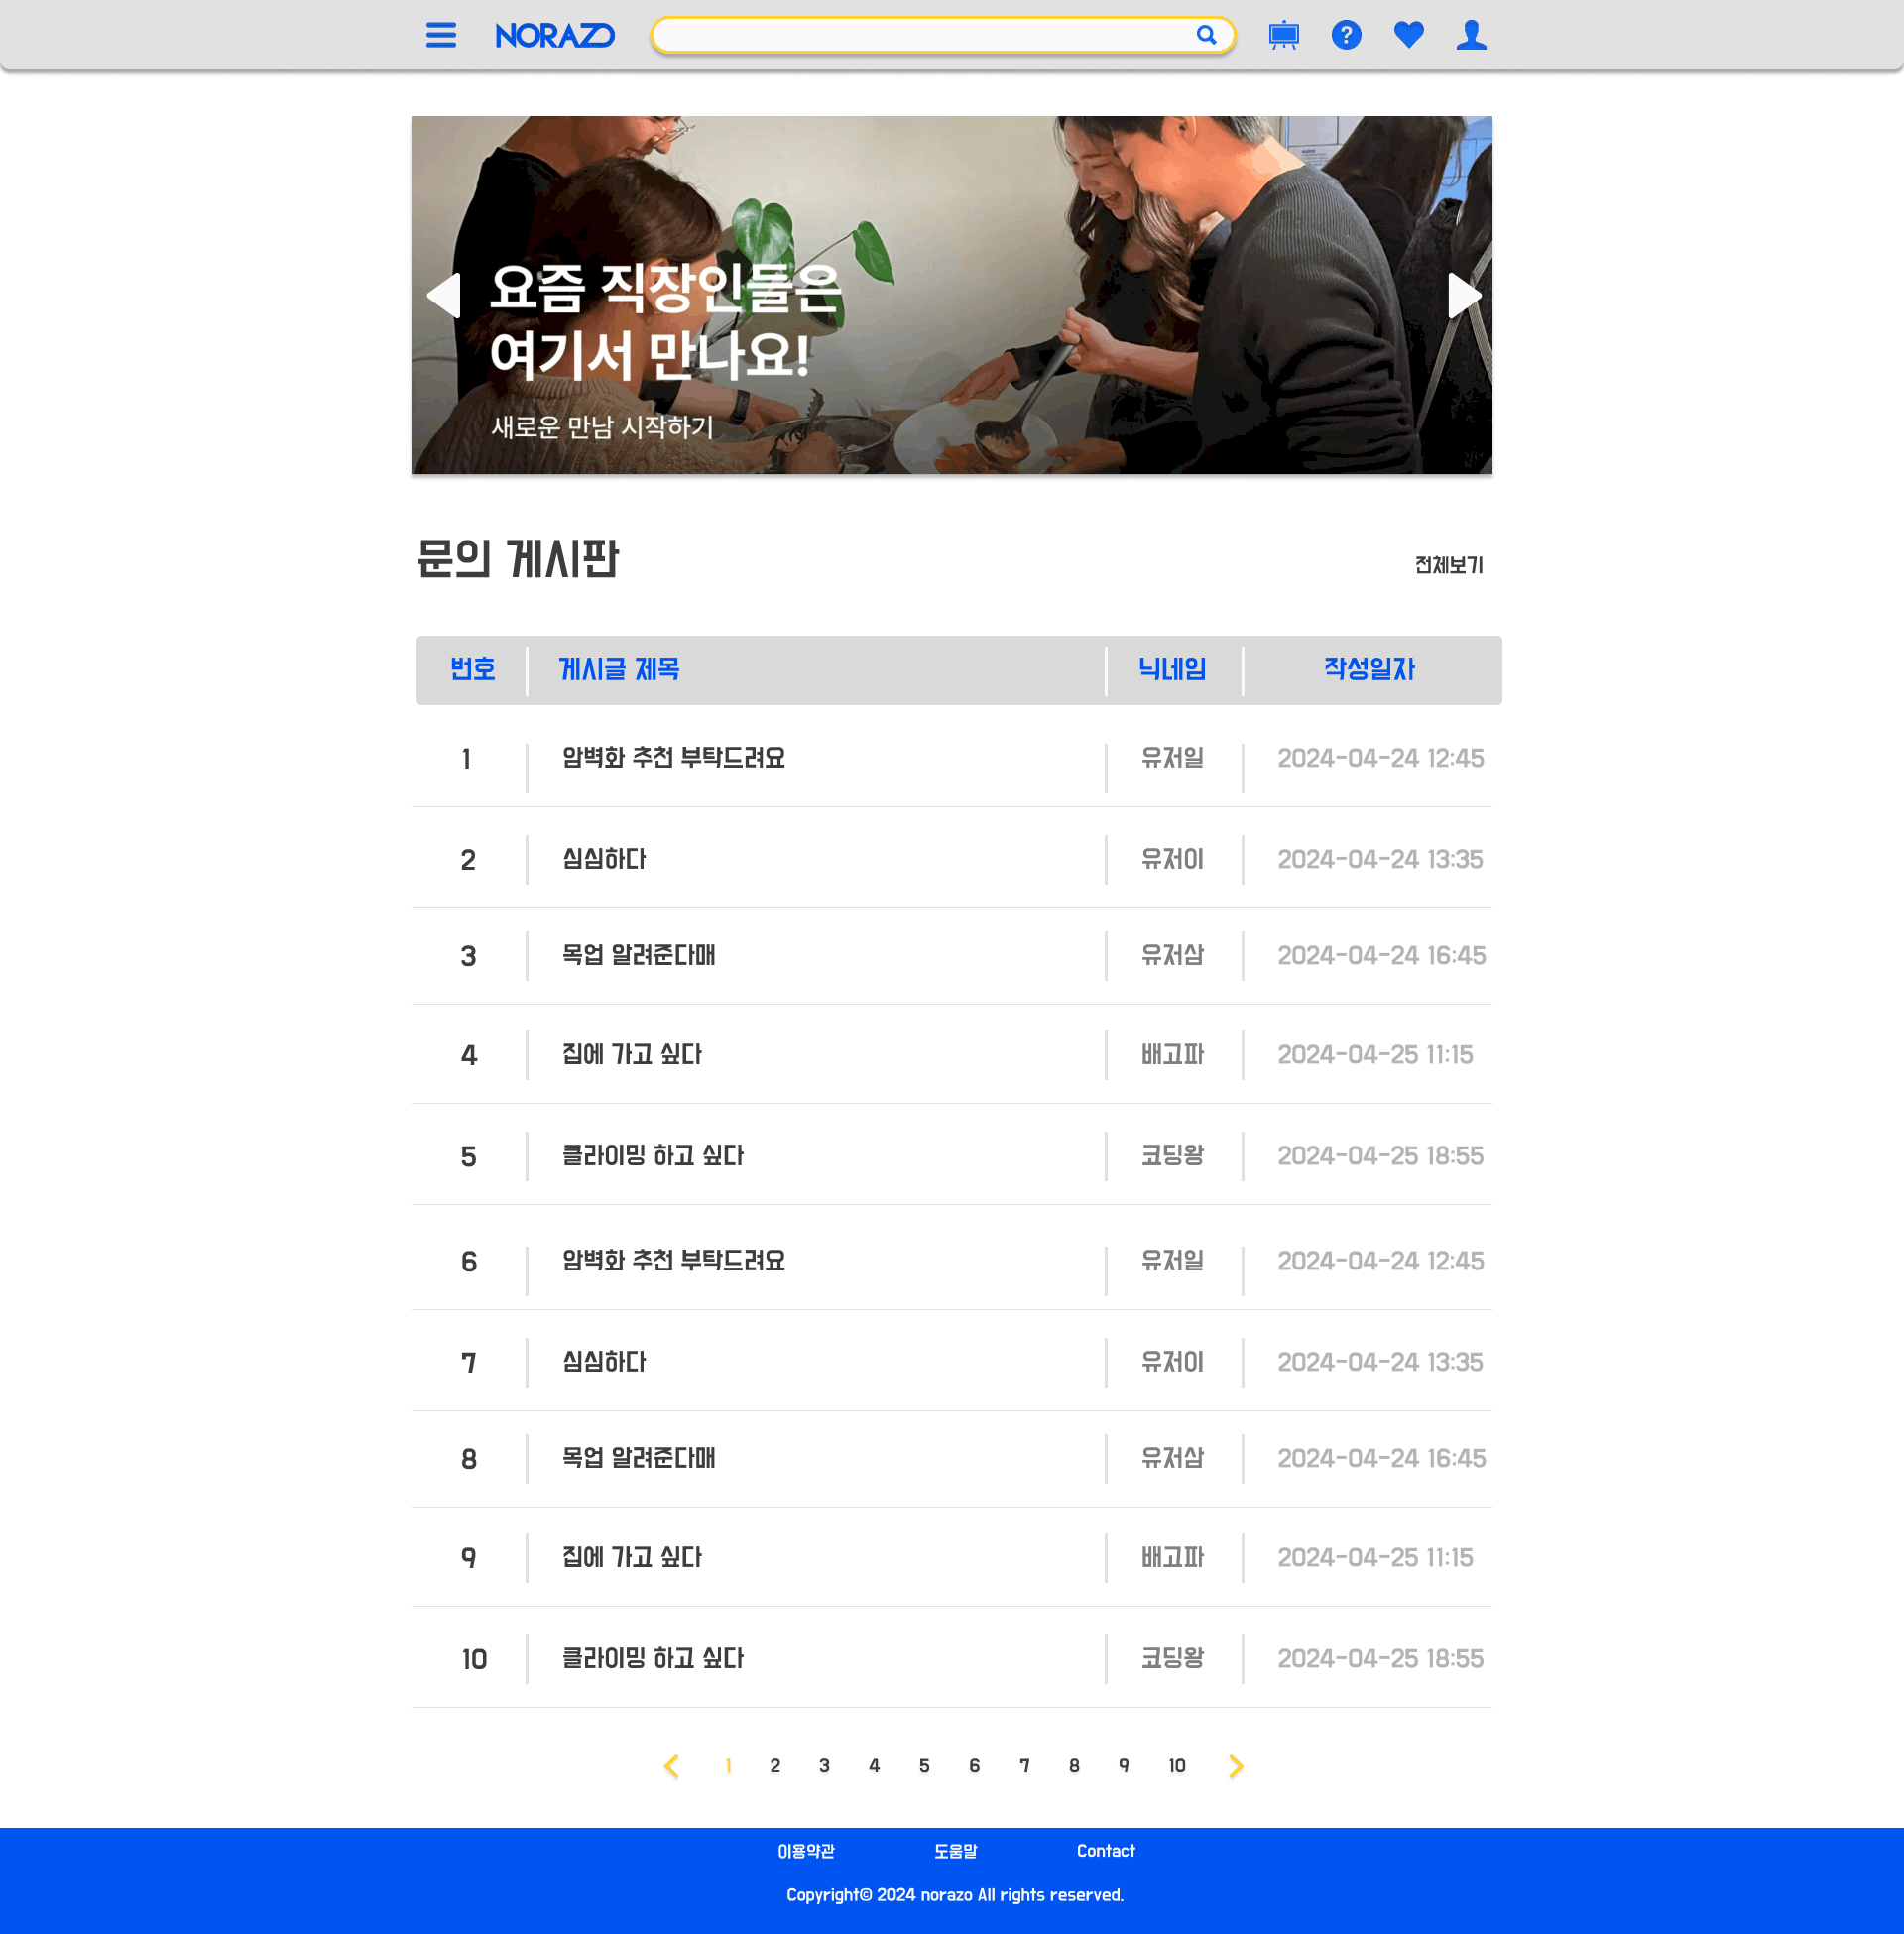 NORAZO
요즘 직장인들은
여기서 만나요!
새로운 만남 시작하기
문의 게시판
전체보기
번호 게시글 제목 닉네임 작성일자
1 암벽화 추천 부탁드려요 유저일 2024-04-24 12:45
2 심심하다 유저이 2024-04-24 13:35
3 목업 알려준다매 유저삼 2024-04-24 16:45
4 집에 가고 싶다 배고파 2024-04-25 11:15
5 클라이밍 하고 싶다 코딩왕 2024-04-25 18:55
6 암벽화 추천 부탁드려요 유저일 2024-04-24 12:45
7 심심하다 유저이 2024-04-24 13:35
8 목업 알려준다매 유저삼 2024-04-24 16:45
9 집에 가고 싶다 배고파 2024-04-25 11:15
10 클라이밍 하고 싶다 코딩왕 2024-04-25 18:55
1 2 3 4 5 6 7 8 9 10
이용약관 도움말 Contact
Copyright© 2024 norazo All rights reserved.